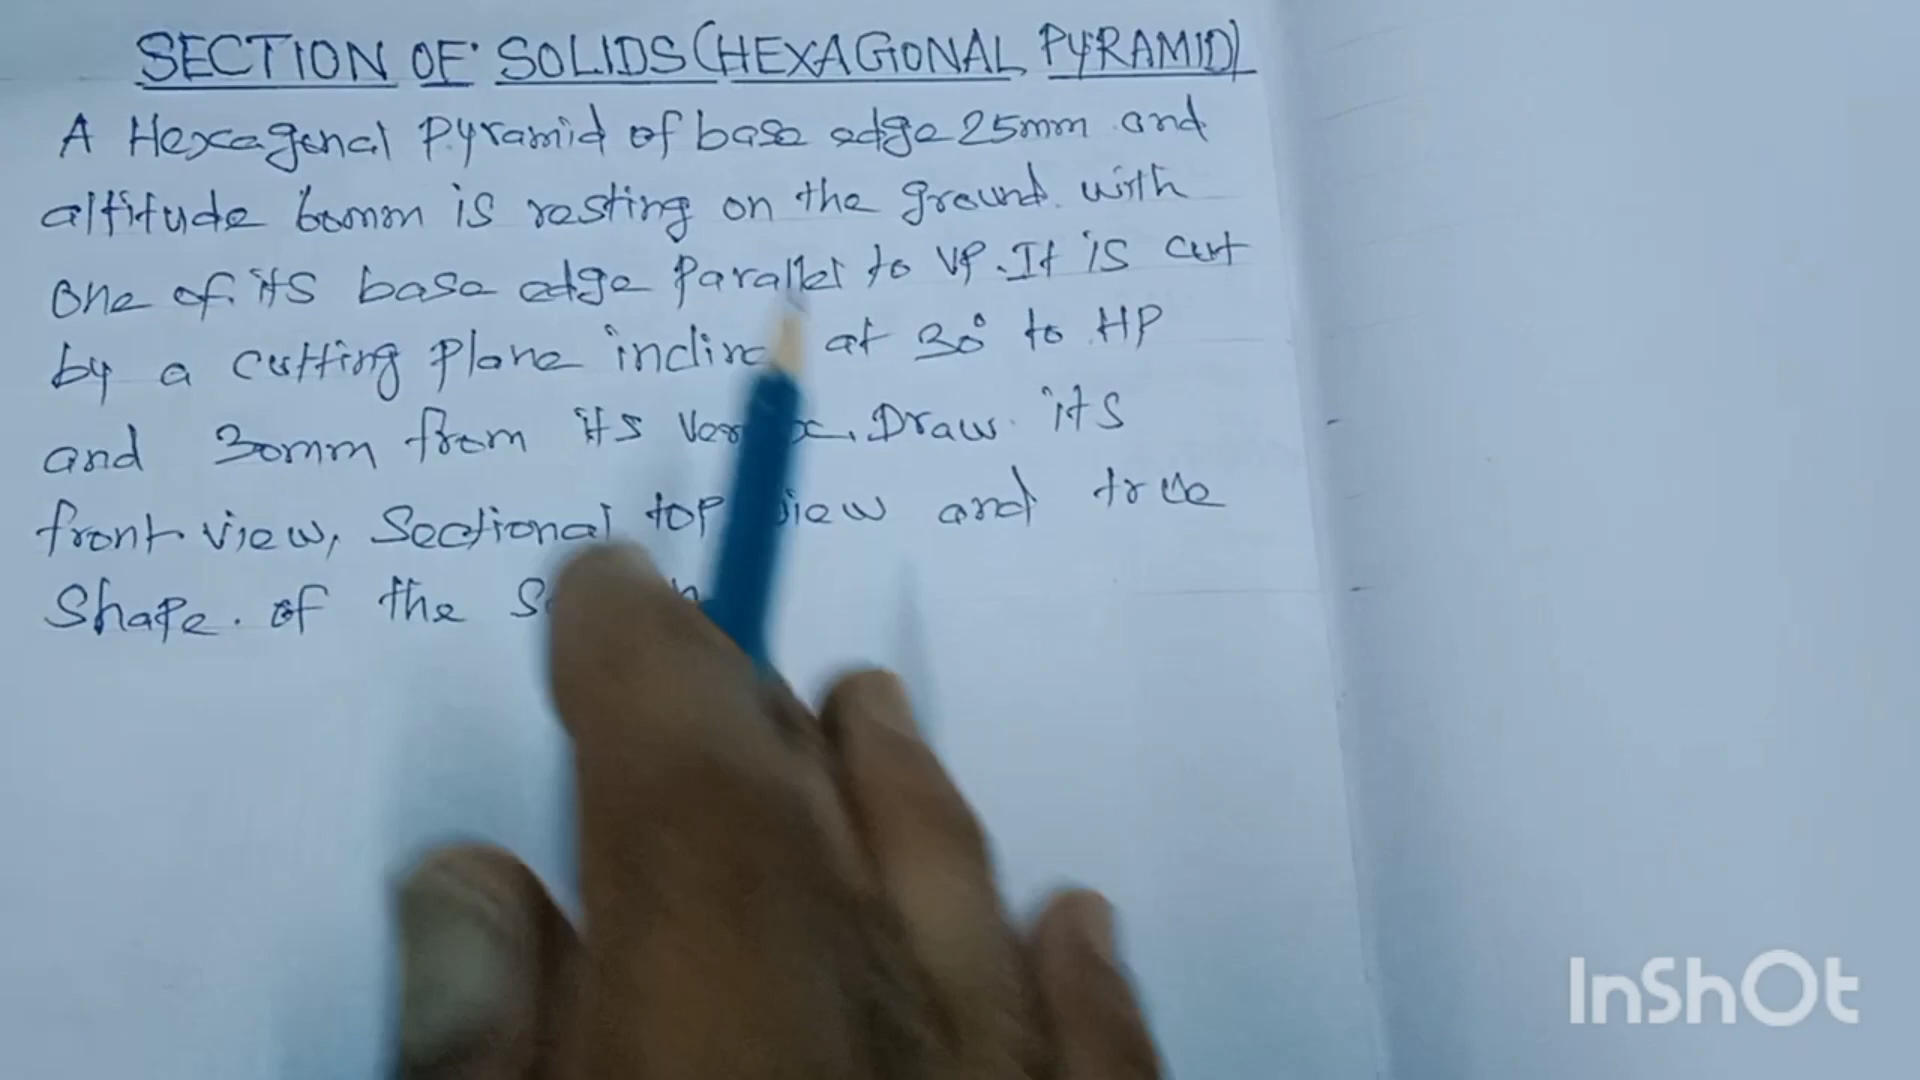 SECTION OF SOLIDS (HEXAGONAL PYRAMID)
A Hexagonal Pyramid of base edge 25mm and
altitude 60mm is resting on the ground with
one of its base edge parallel to VP. It is cut
by a cutting plane at 30° to HP
and 30mm from its Draw its
front view, Sectional top view and true
Shape of the
InShOt